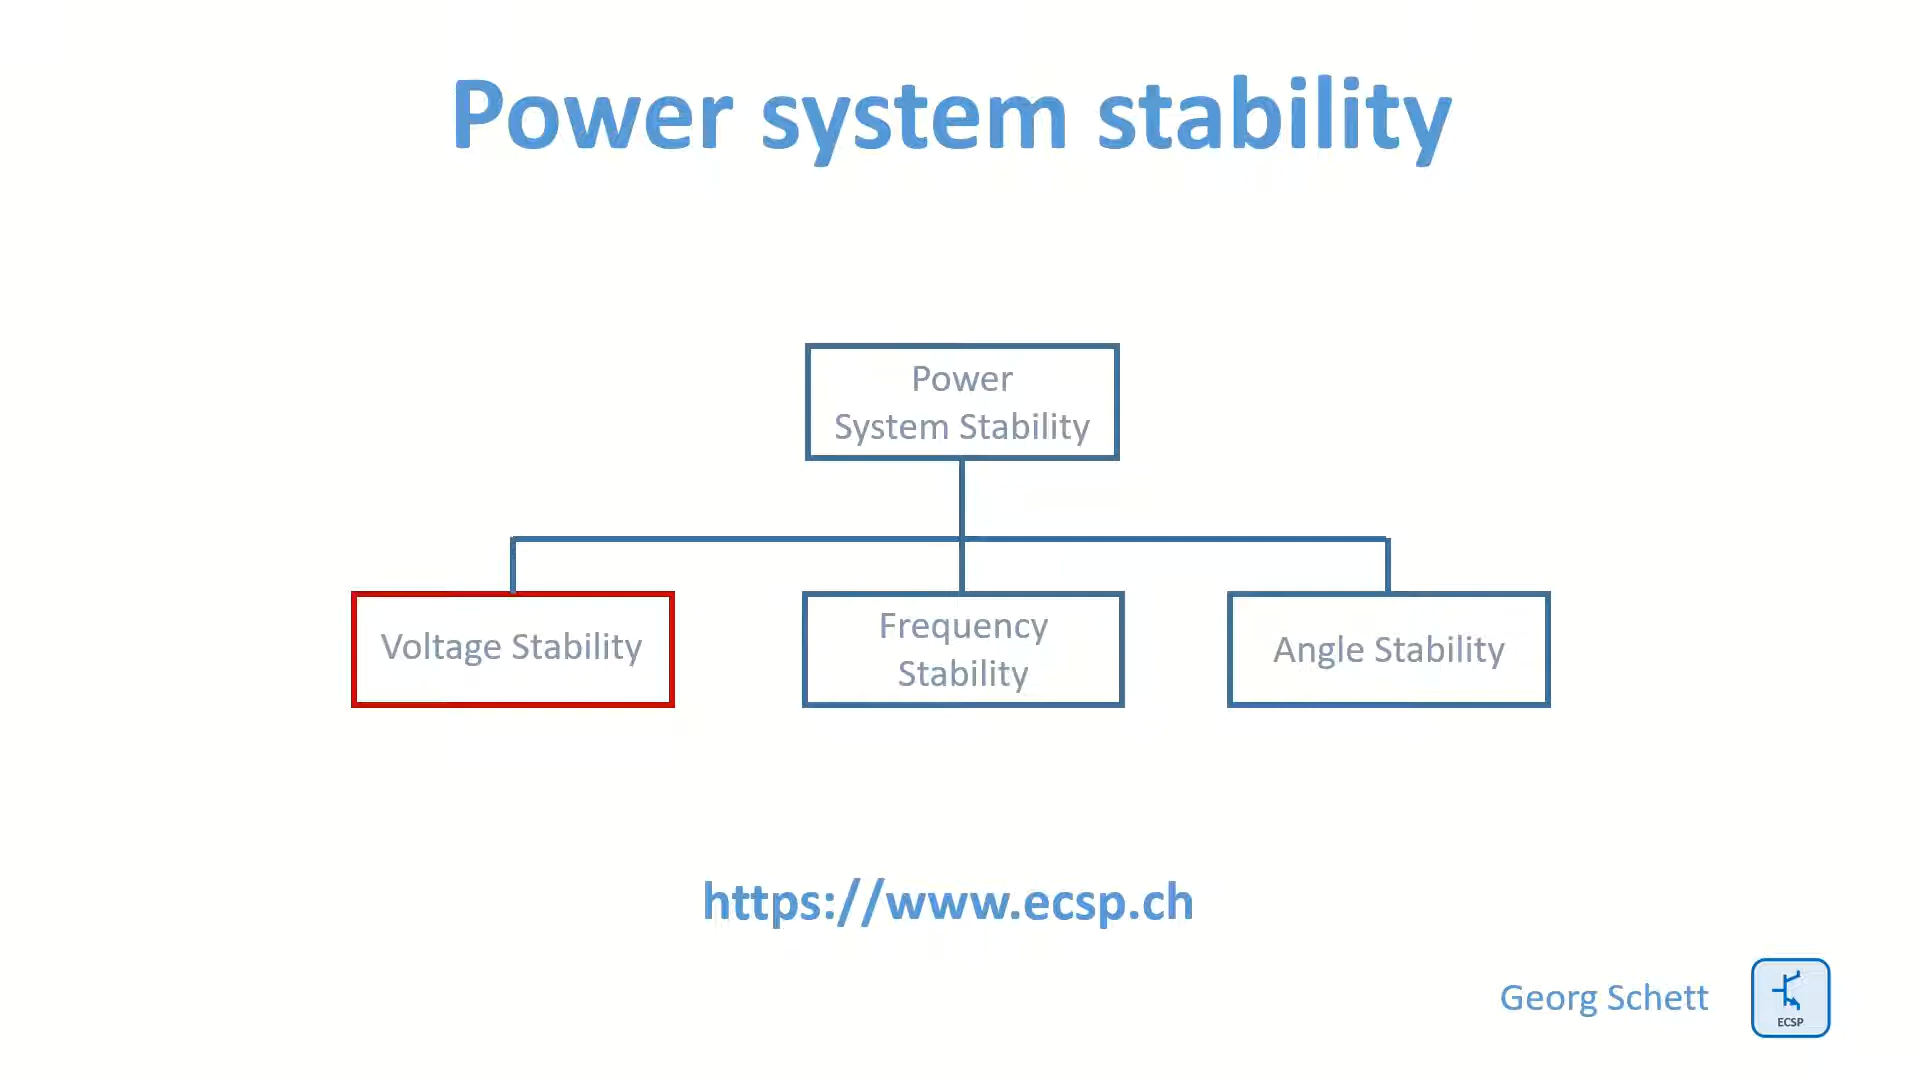 Power system stability
Power
System Stability
Voltage Stability
Frequency
Stability
Angle Stability
https://www.ecsp.ch
Georg Schett
ECSP